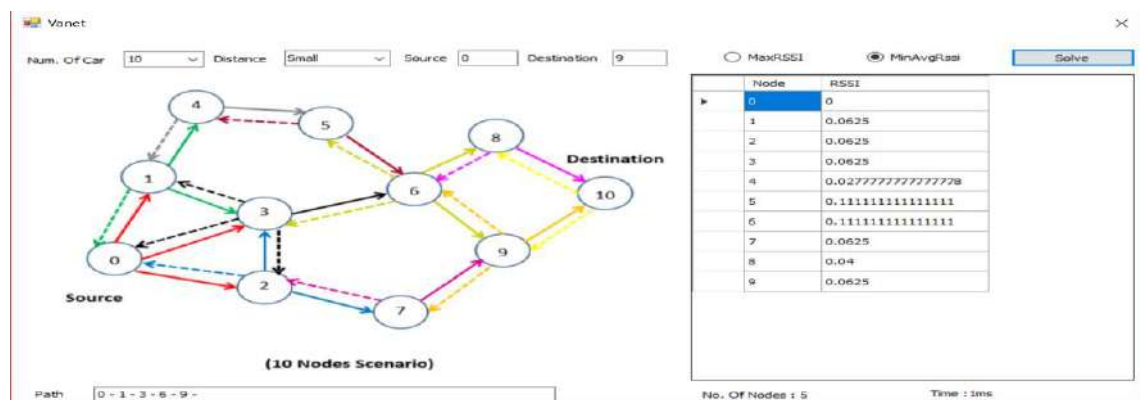 Vanet
Num. Of Car 10 Distance Small Source 0 Destination 9 MaxRSSI MinAvgRssi Solve
Node RSSI
0 0
1 0.0625
2 0.0625
3 0.0625
4 0.0277777777777778
5 0.111111111111111
6 0.111111111111111
7 0.0625
8 0.04
9 0.0625
4
5
8
Destination
1
6
10
3
0
9
2
Source
7
(10 Nodes Scenario)
Path 0 - 1 - 3 - 6 - 9 -
No. Of Nodes : 5 Time : 1ms